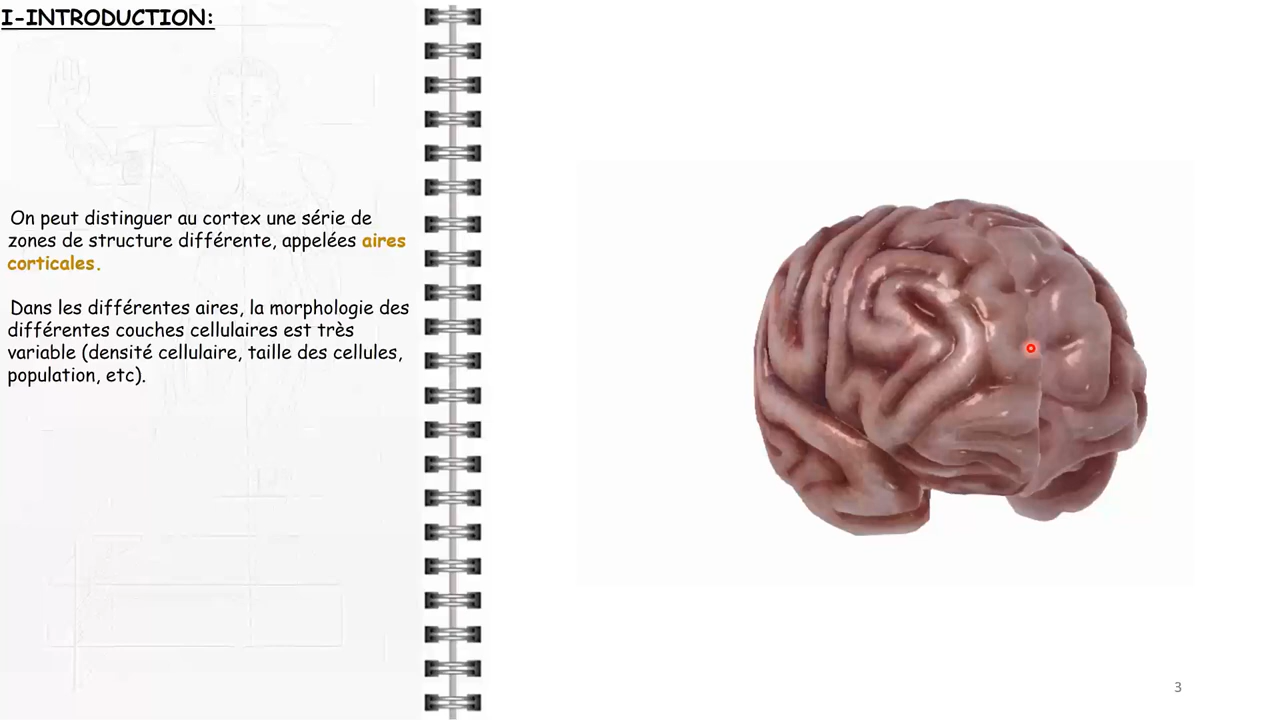 I-INTRODUCTION:
On peut distinguer au cortex une série de
zones de structure différente, appelées aires
corticales.
Dans les différentes aires, la morphologie des
différentes couches cellulaires est très
variable (densité cellulaire, taille des cellules,
population, etc).
3